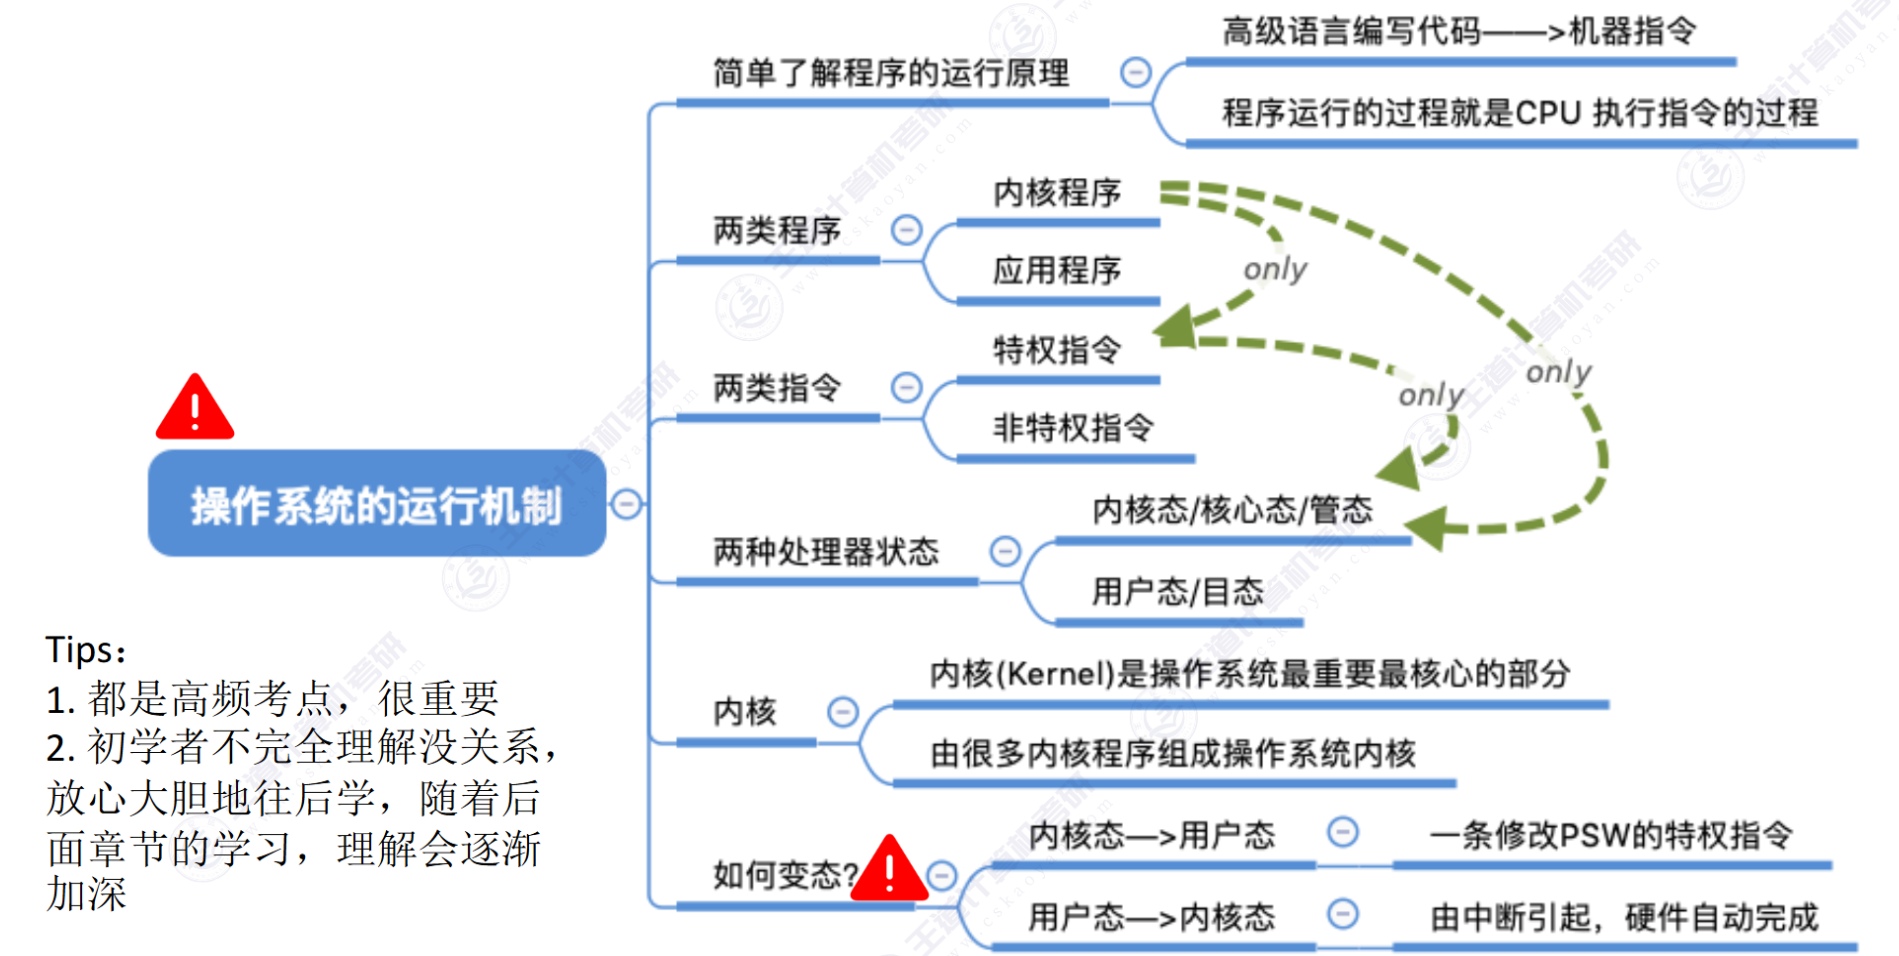 简单了解程序的运行原理
高级语言编写代码——>机器指令
程序运行的过程就是CPU 执行指令的过程
两类程序
内核程序
应用程序
only
两类指令
特权指令
非特权指令
only
only
操作系统的运行机制
两种处理器状态
内核态/核心态/管态
用户态/目态
内核
内核(Kernel)是操作系统最重要最核心的部分
由很多内核程序组成操作系统内核
如何变态?
内核态—>用户态
一条修改PSW的特权指令
用户态—>内核态
由中断引起，硬件自动完成
Tips：
1. 都是高频考点，很重要
2. 初学者不完全理解没关系，
放心大胆地往后学，随着后
面章节的学习，理解会逐渐
加深
王道计算机考研
www.cskaoyan.com